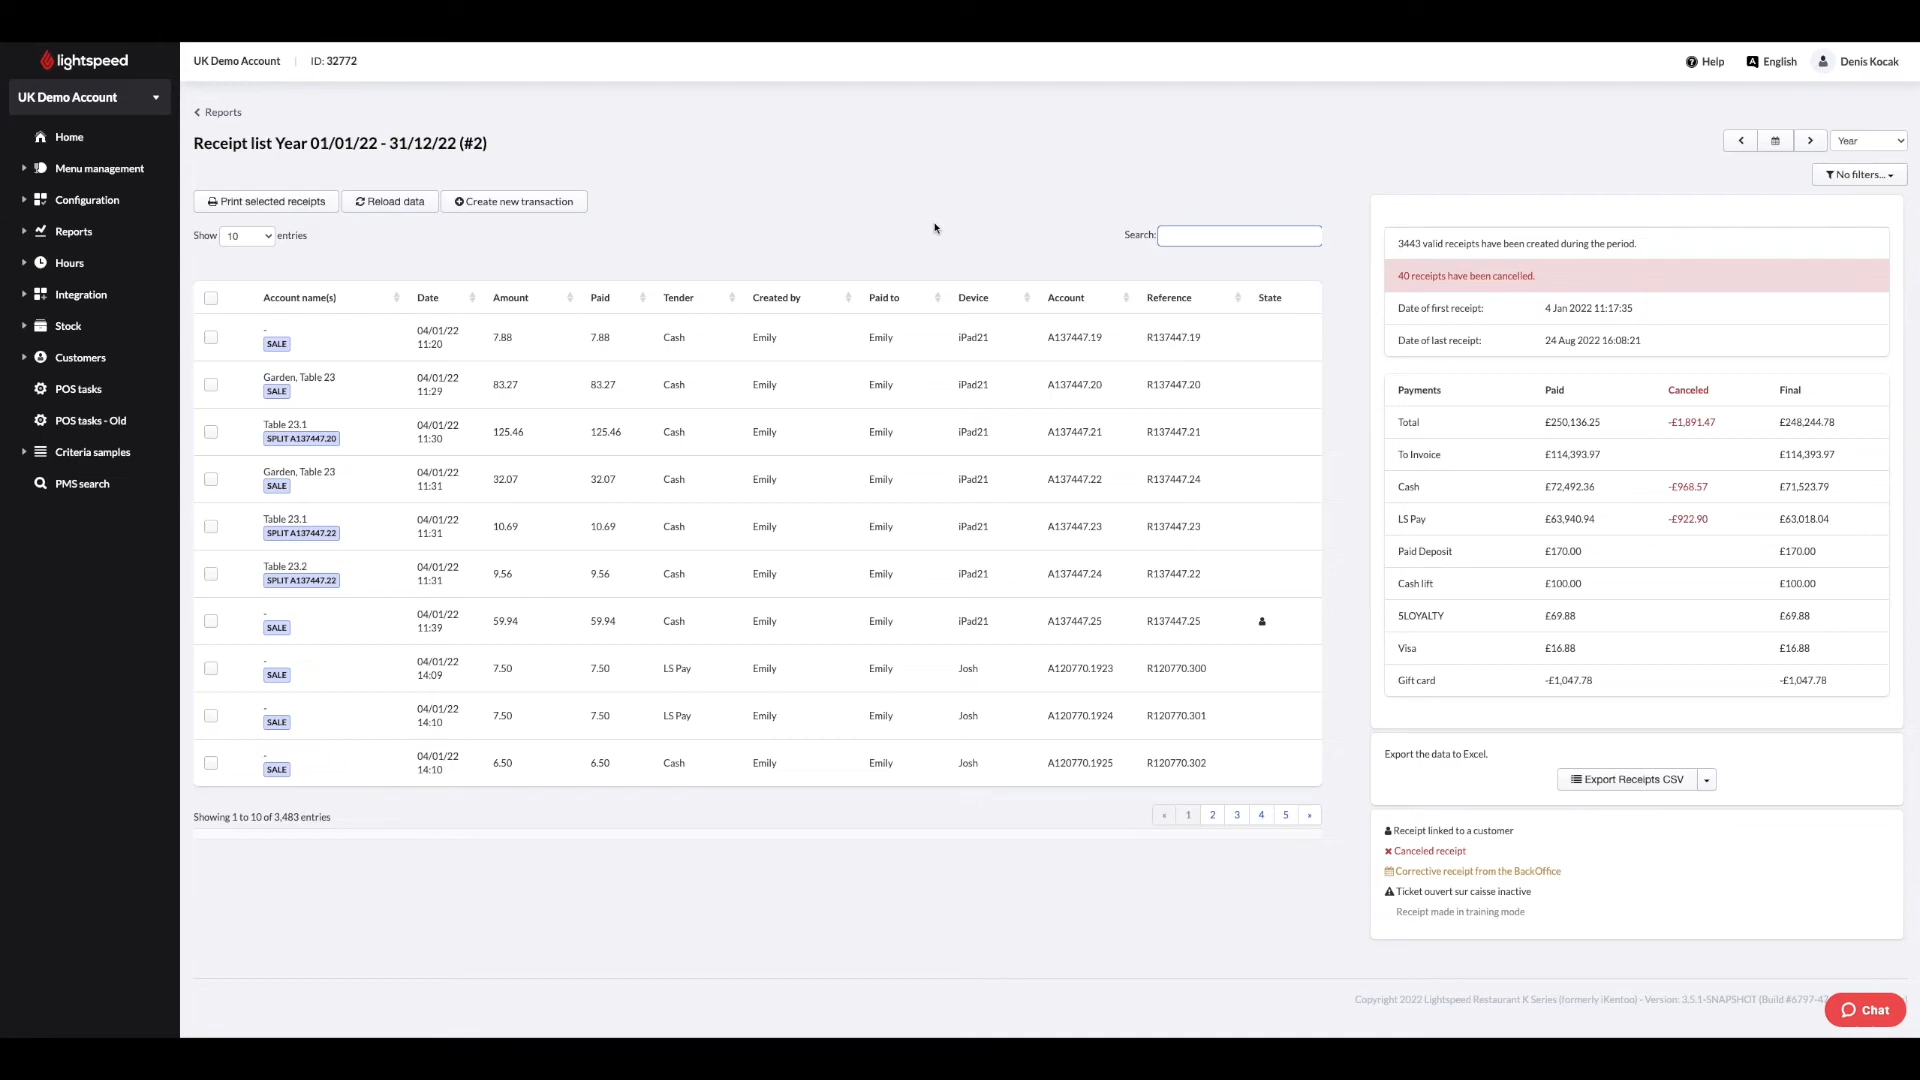 lightspeed
UK Demo Account
ID: 32772
Help
English
Denis Kocak
UK Demo Account
Home
Menu management
Configuration
Reports
Hours
Integration
Stock
Customers
POS tasks
POS tasks - Old
Criteria samples
PMS search
Reports
Receipt list Year 01/01/22 - 31/12/22 (#2)
Year
No filters...
Print selected receipts
Reload data
Create new transaction
Show 10 entries
Search:
Account name(s) Date Amount Paid Tender Created by Paid to Device Account Reference State
- 04/01/22 7.88 7.88 Cash Emily Emily iPad21 A137447.19 R137447.19
SALE 11:20
Garden, Table 23 04/01/22 83.27 83.27 Cash Emily Emily iPad21 A137447.20 R137447.20
SALE 11:29
Table 23.1 04/01/22 125.46 125.46 Cash Emily Emily iPad21 A137447.21 R137447.21
SPLIT A137447.20 11:30
Garden, Table 23 04/01/22 32.07 32.07 Cash Emily Emily iPad21 A137447.22 R137447.24
SALE 11:31
Table 23.1 04/01/22 10.69 10.69 Cash Emily Emily iPad21 A137447.23 R137447.23
SPLIT A137447.22 11:31
Table 23.2 04/01/22 9.56 9.56 Cash Emily Emily iPad21 A137447.24 R137447.22
SPLIT A137447.22 11:31
- 04/01/22 59.94 59.94 Cash Emily Emily iPad21 A137447.25 R137447.25
SALE 11:39
- 04/01/22 7.50 7.50 LS Pay Emily Emily Josh A120770.1923 R120770.300
SALE 14:09
- 04/01/22 7.50 7.50 LS Pay Emily Emily Josh A120770.1924 R120770.301
SALE 14:10
- 04/01/22 6.50 6.50 Cash Emily Emily Josh A120770.1925 R120770.302
SALE 14:10
Showing 1 to 10 of 3,483 entries
« 1 2 3 4 5 »
3443 valid receipts have been created during the period.
40 receipts have been cancelled.
Date of first receipt: 4 Jan 2022 11:17:35
Date of last receipt: 24 Aug 2022 16:08:21
Payments Paid Canceled Final
Total £250,136.25 -£1,891.47 £248,244.78
To Invoice £114,393.97 £114,393.97
Cash £72,492.36 -£968.57 £71,523.79
LS Pay £63,940.94 -£922.90 £63,018.04
Paid Deposit £170.00 £170.00
Cash lift £100.00 £100.00
5LOYALTY £69.88 £69.88
Visa £16.88 £16.88
Gift card -£1,047.78 -£1,047.78
Export the data to Excel.
Export Receipts CSV
Receipt linked to a customer
Canceled receipt
Corrective receipt from the BackOffice
Ticket ouvert sur caisse inactive
Receipt made in training mode
Copyright 2022 Lightspeed Restaurant K Series (formerly iKentoo) - Version: 3.5.1-SNAPSHOT (Build #6797-
Chat